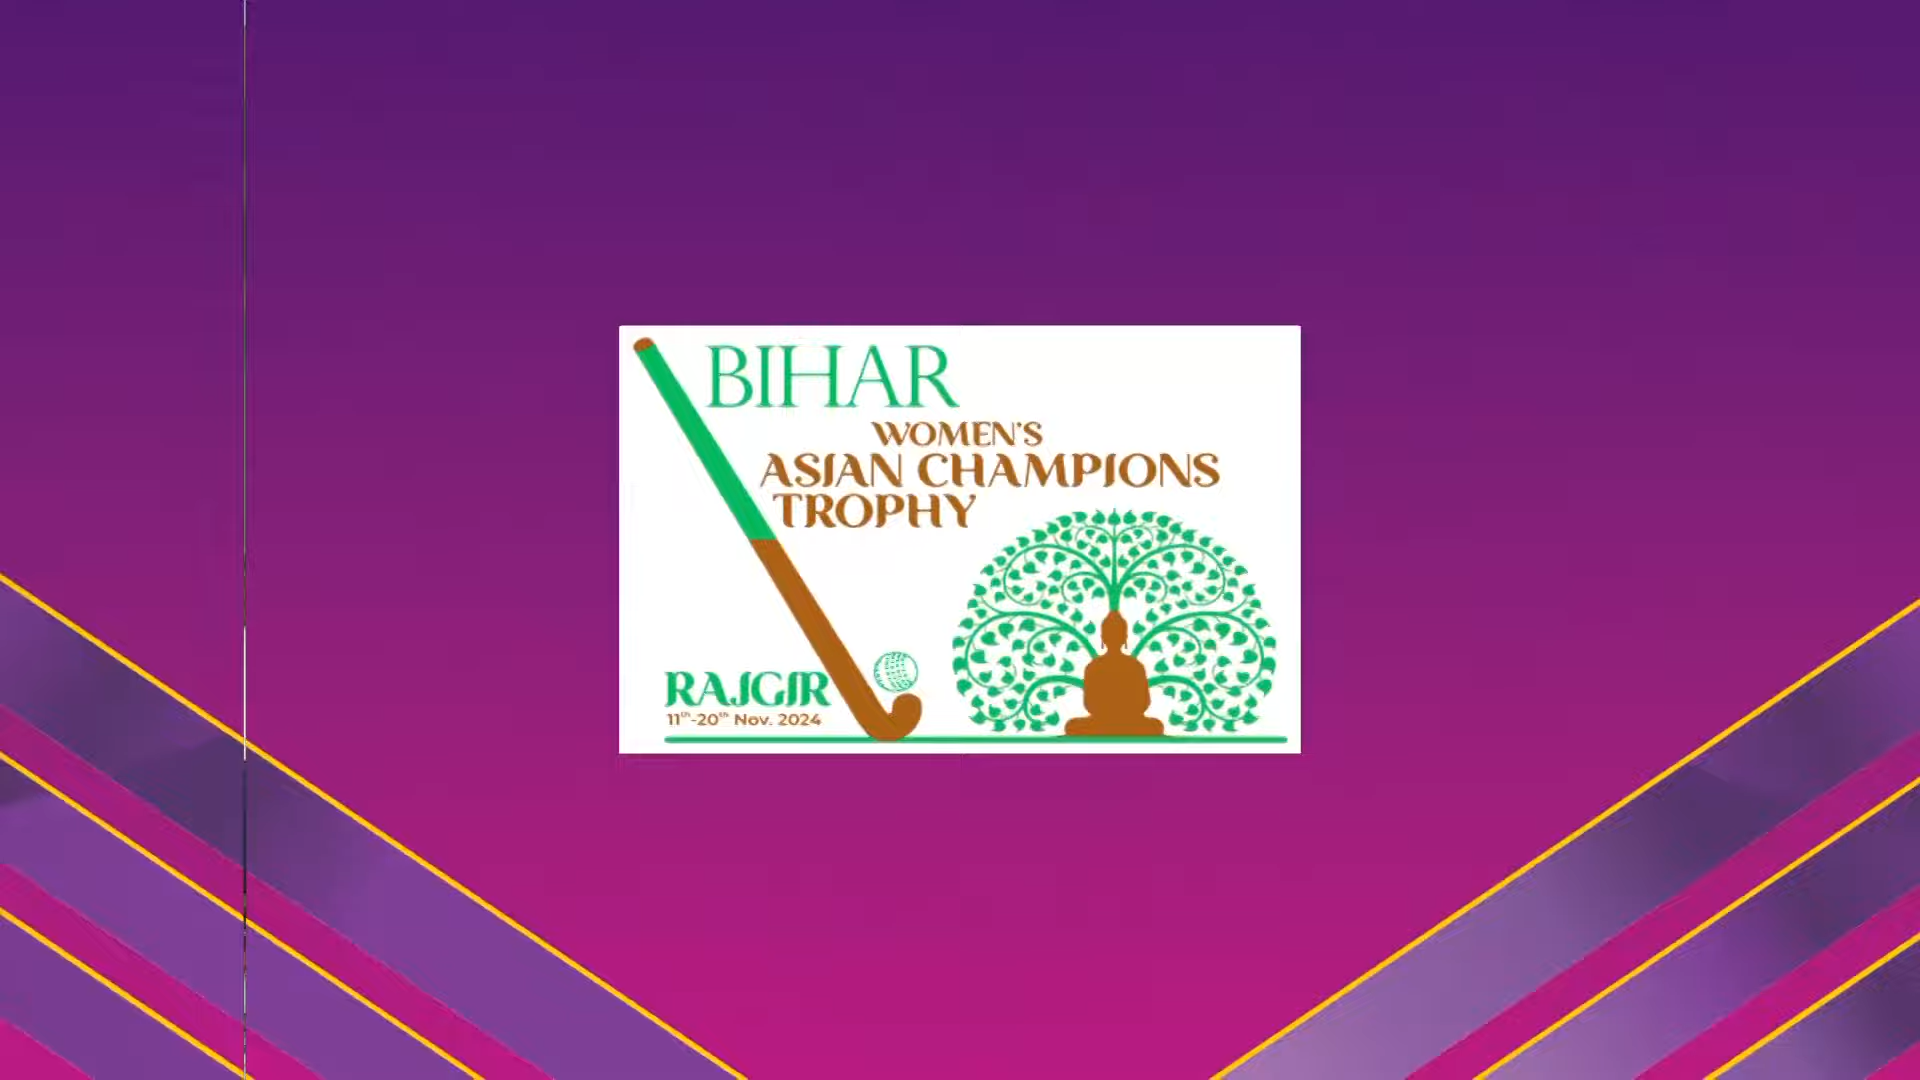 BIHAR
WOMEN'S
ASIAN CHAMPIONS
TROPHY
RAJGIR
11th-20th Nov. 2024